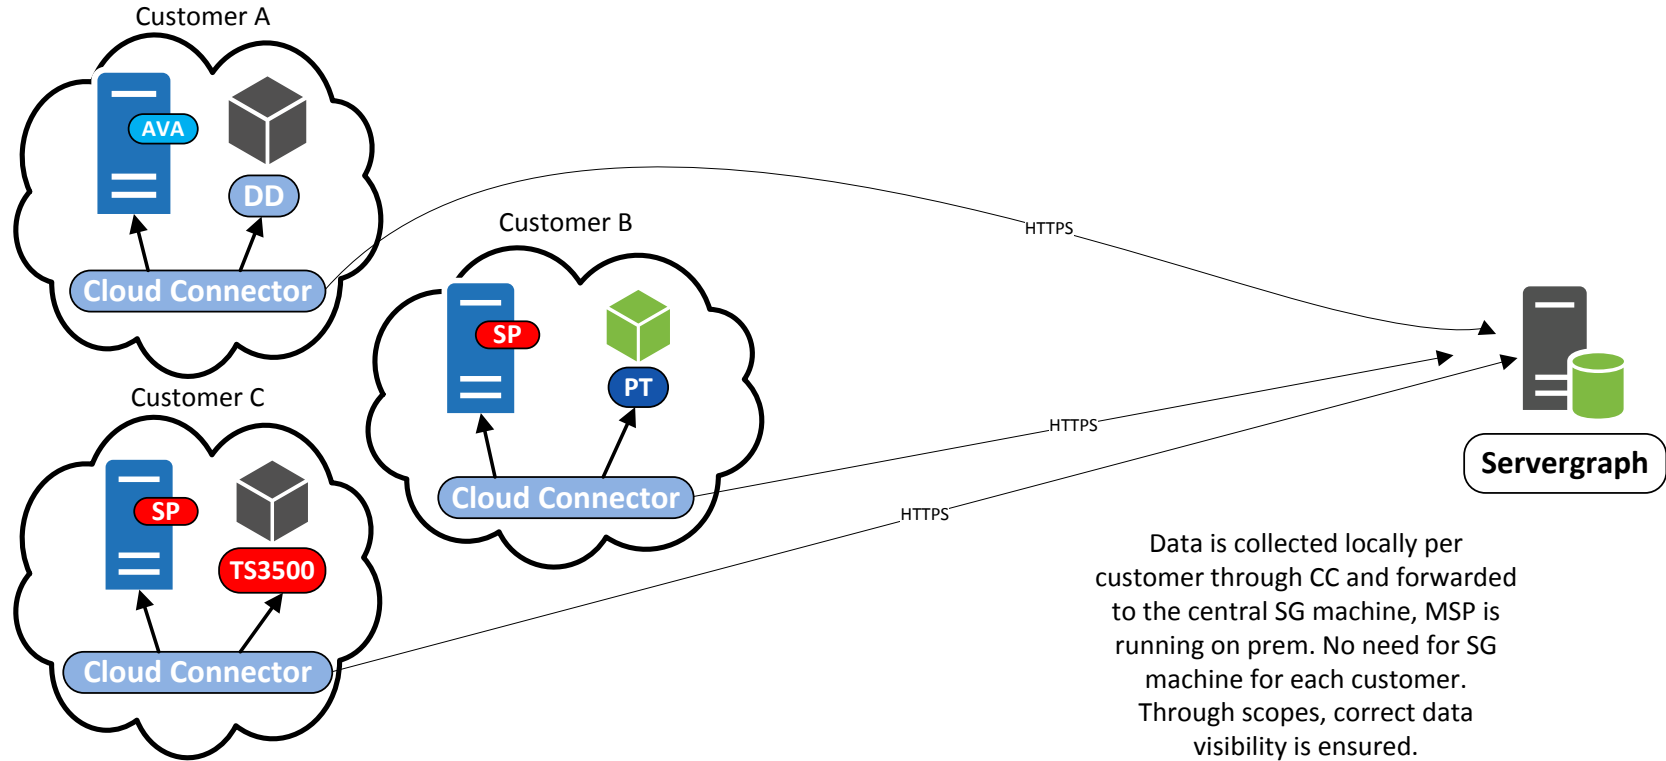 Customer A
AVA
DD
Cloud Connector
HTTPS
Customer B
SP
PT
Cloud Connector
HTTPS
Customer C
SP
TS3500
Cloud Connector
HTTPS
Servergraph
Data is collected locally per
customer through CC and forwarded
to the central SG machine, MSP is
running on prem. No need for SG
machine for each customer.
Through scopes, correct data
visibility is ensured.